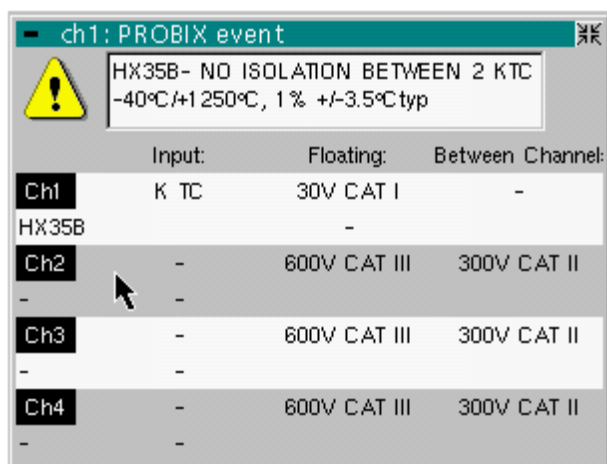 ch1: PROBIX event
HX35B- NO ISOLATION BETWEEN 2 KTC
-40°C/+1250°C, 1% +/-3.5°Ctyp
Input: Floating: Between Channel:
Ch1 K TC 30V CAT I -
HX35B -
Ch2 - 600V CAT III 300V CAT II
- -
Ch3 - 600V CAT III 300V CAT II
- -
Ch4 - 600V CAT III 300V CAT II
- -